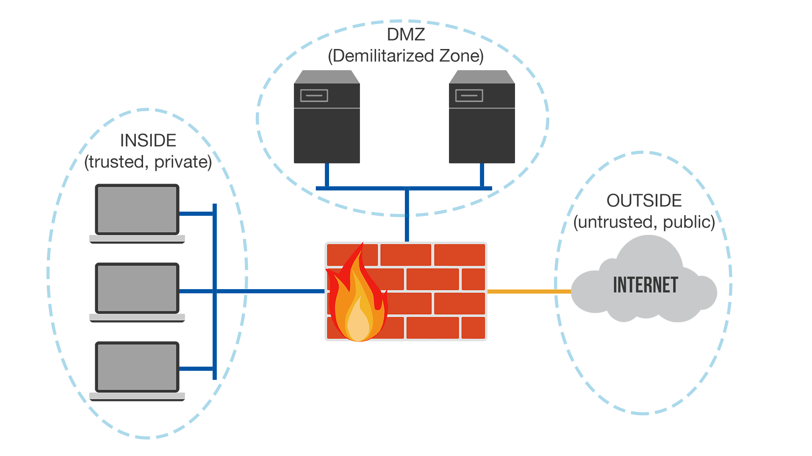 DMZ
(Demilitarized Zone)
INSIDE
(trusted, private)
OUTSIDE
(untrusted, public)
INTERNET